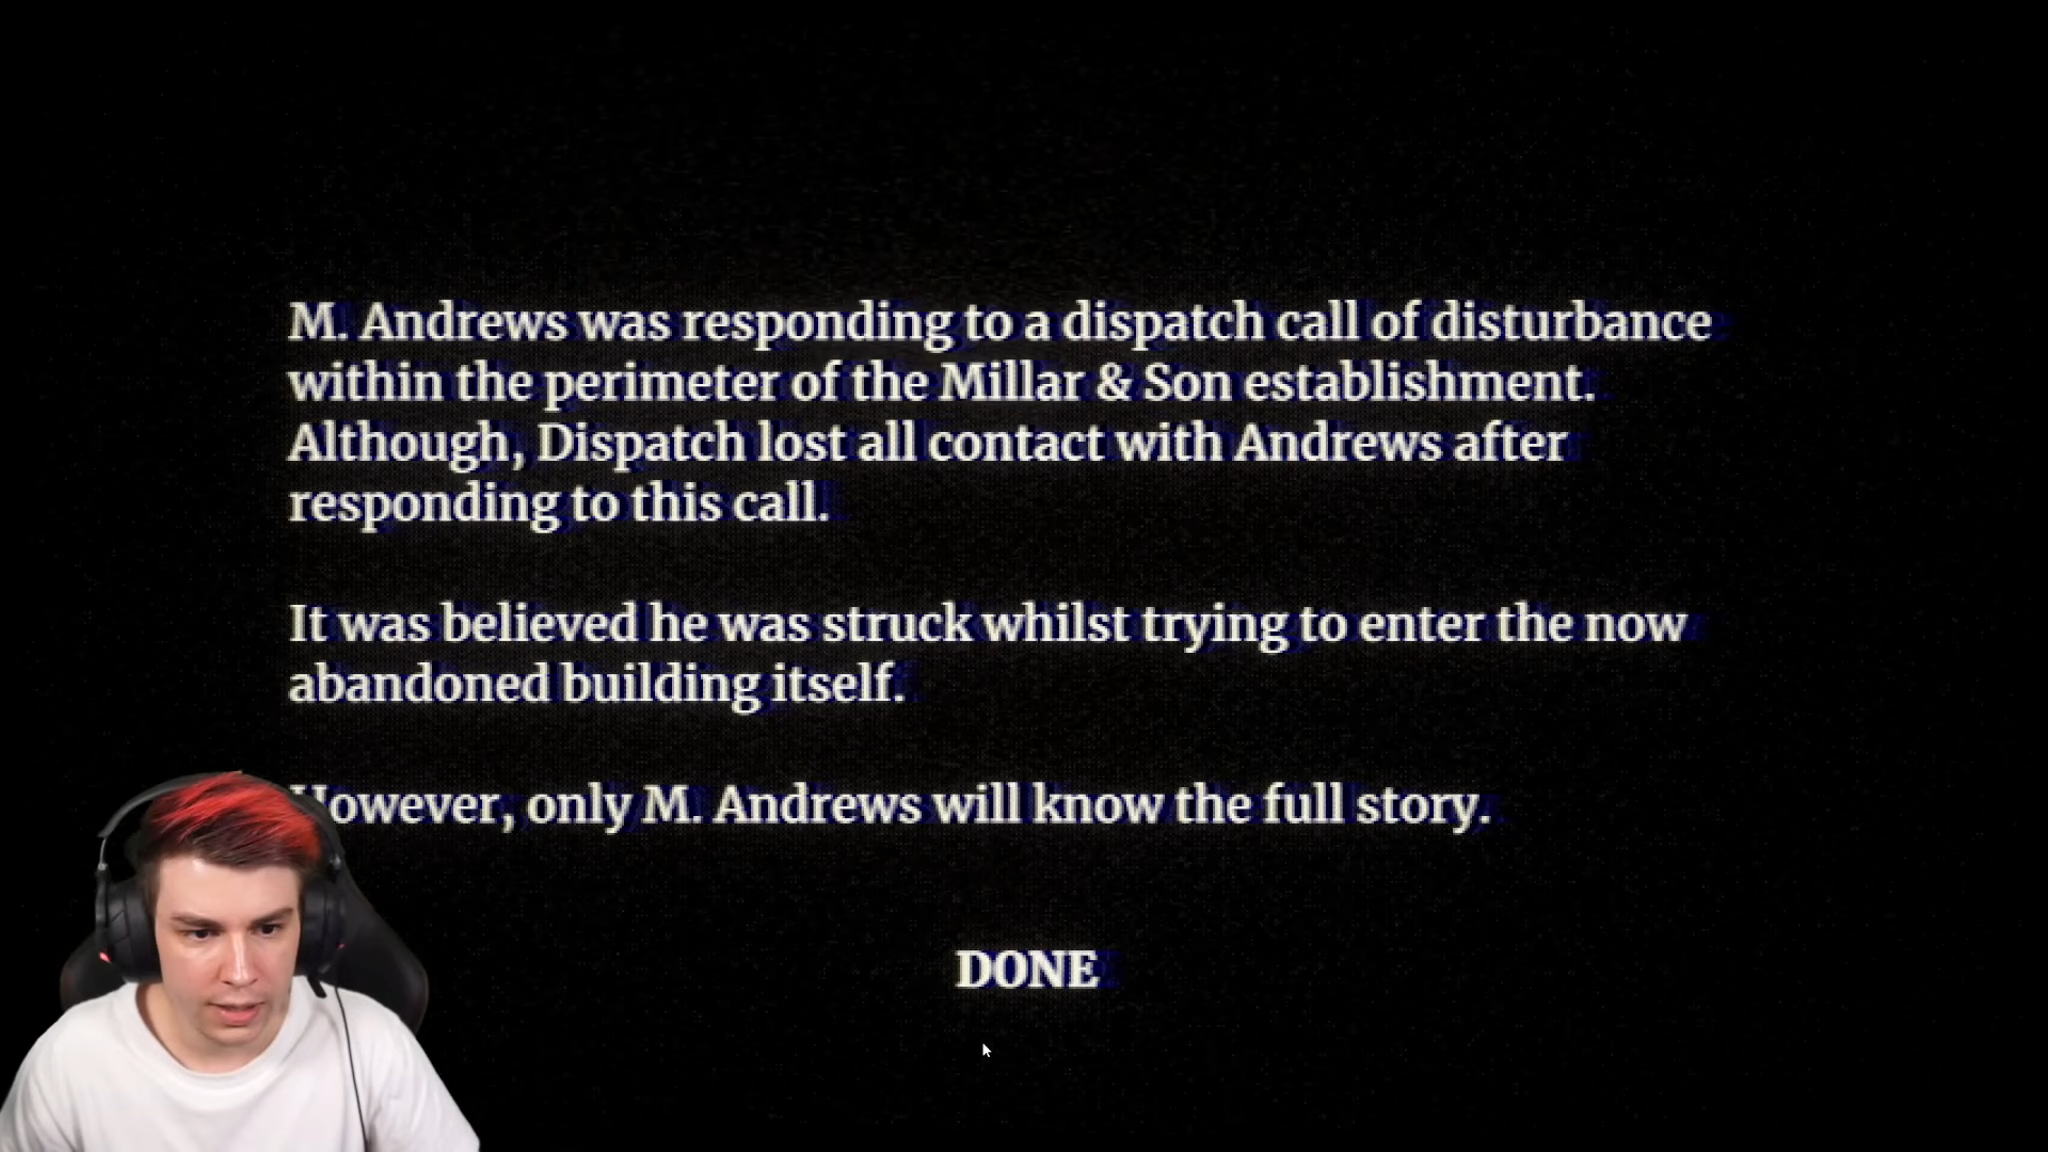 M. Andrews was responding to a dispatch call of disturbance
within the perimeter of the Millar & Son establishment.
Although, Dispatch lost all contact with Andrews after
responding to this call.
It was believed he was struck whilst trying to enter the now
abandoned building itself.
However, only M. Andrews will know the full story.
DONE